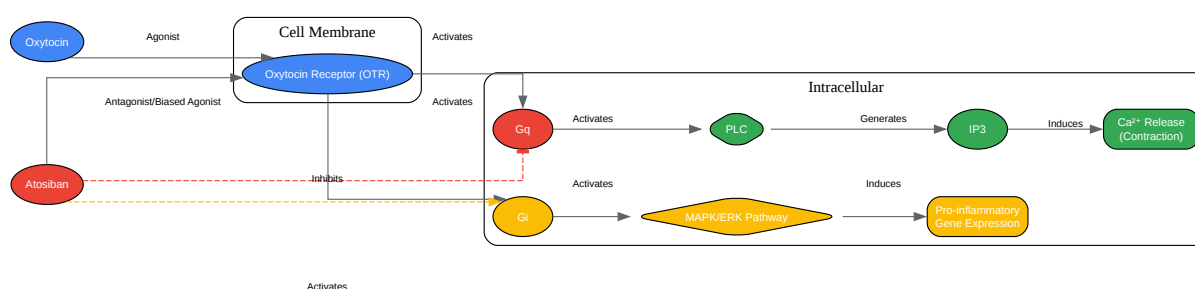 Cell Membrane
Oxytocin
Agonist
Activates
Oxytocin Receptor (OTR)
Antagonist/Biased Agonist
Activates
Intracellular
Gq
Activates
PLC
Generates
IP3
Induces
Ca²⁺ Release
(Contraction)
Atosiban
Inhibits
Activates
Induces
Gi
MAPK/ERK Pathway
Pro-inflammatory
Gene Expression
Activates